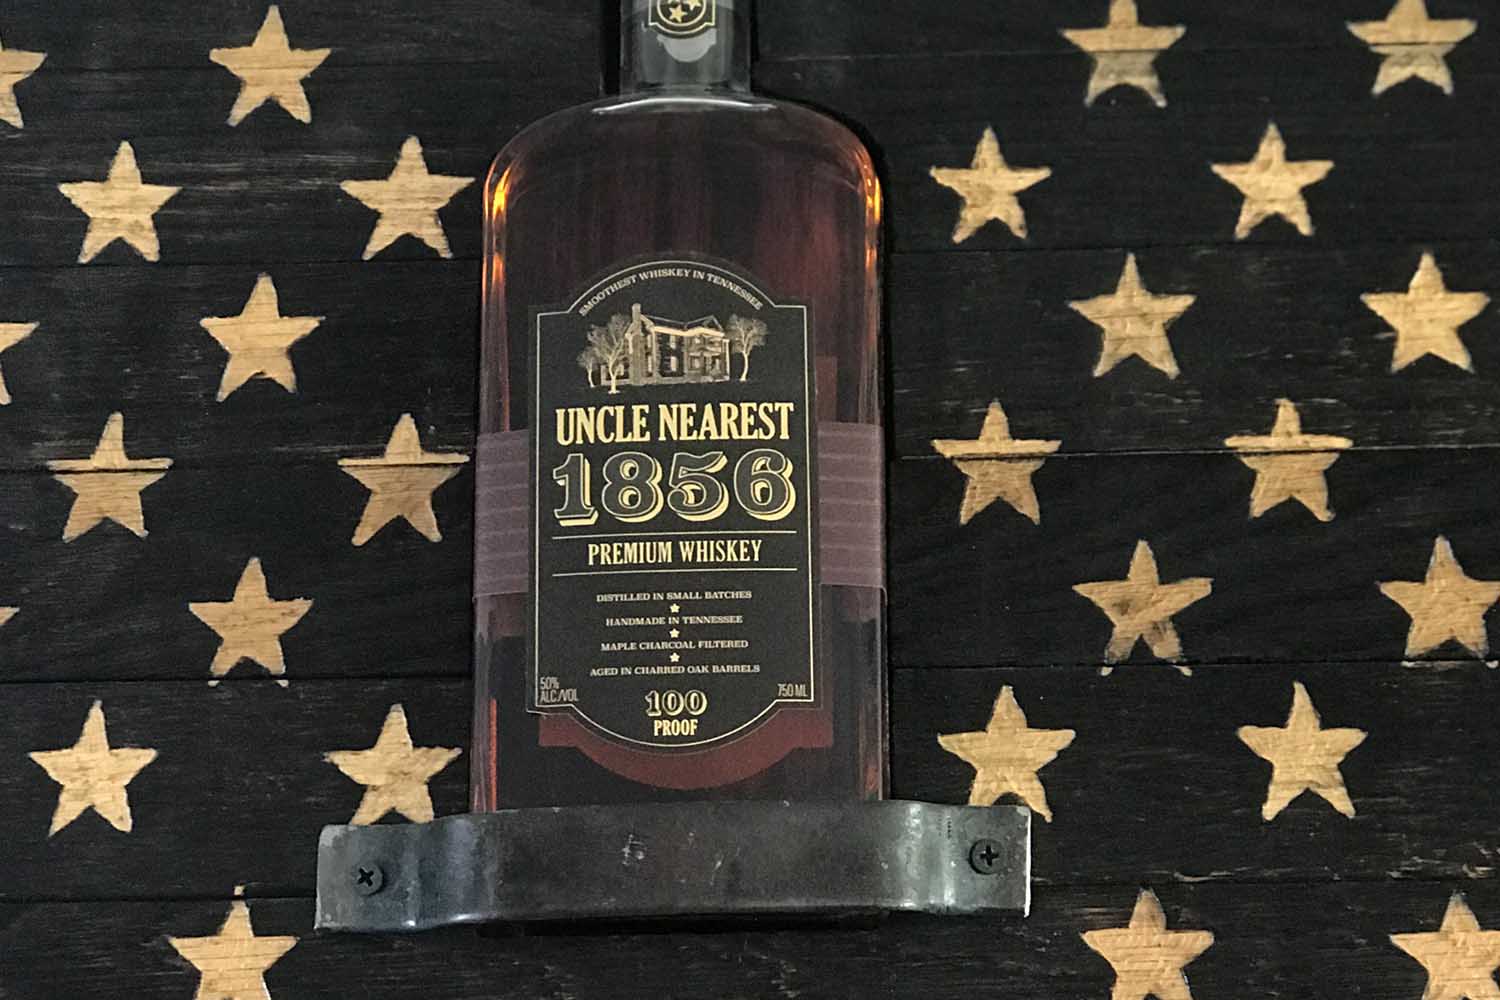 SMOOTHEST WHISKEY IN TENNESSEE
UNCLE NEAREST
1856
PREMIUM WHISKEY
DISTILLED IN SMALL BATCHES
HANDMADE IN TENNESSEE
MAPLE CHARCOAL FILTERED
AGED IN CHARRED OAK BARRELS
50%
ALC./VOL
750 ML
100
PROOF